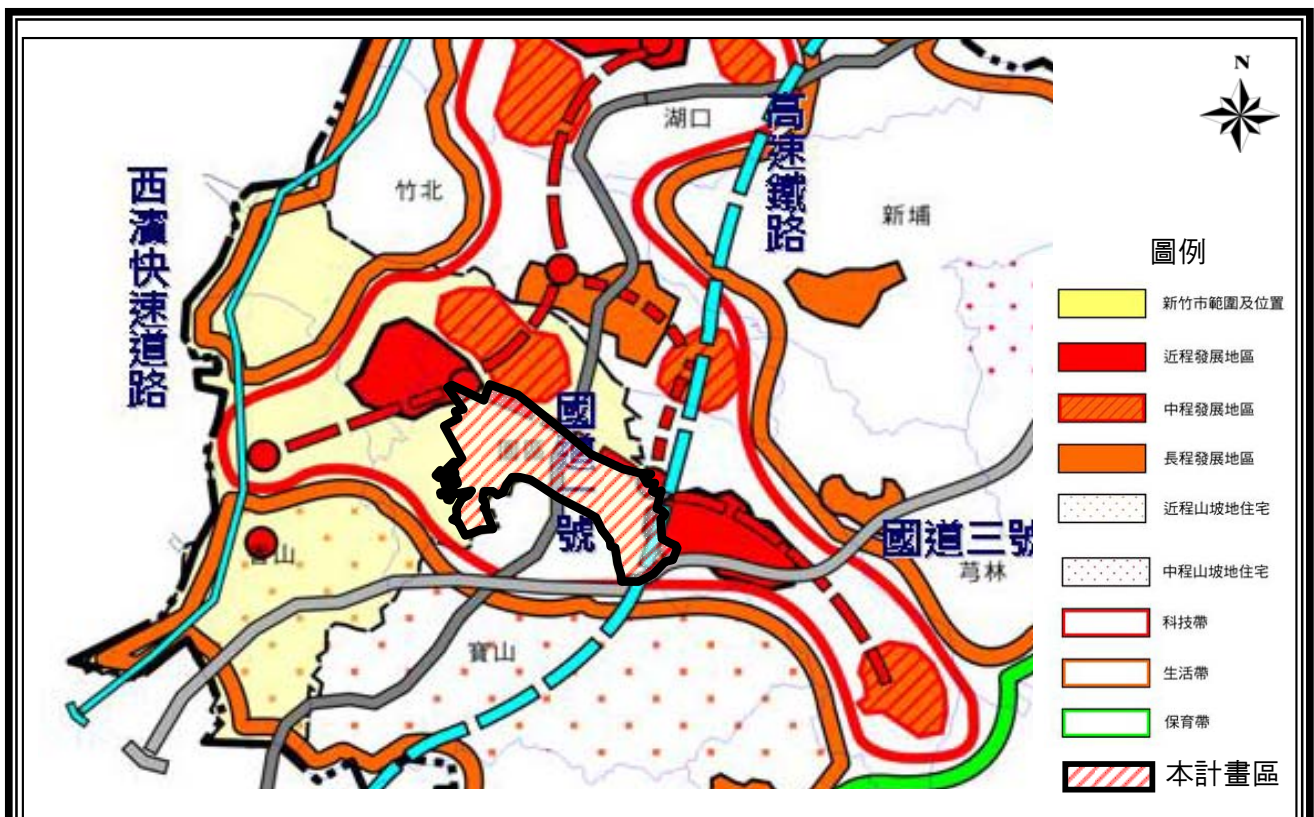 N
湖口
高速鐵路
竹北
西濱快速道路
新埔
圖例
新竹市範圍及位置
近程發展地區
中程發展地區
長程發展地區
近程山坡地住宅
中程山坡地住宅
科技帶
生活帶
保育帶
本計畫區
國道一號
國道三號
芎林
寶山